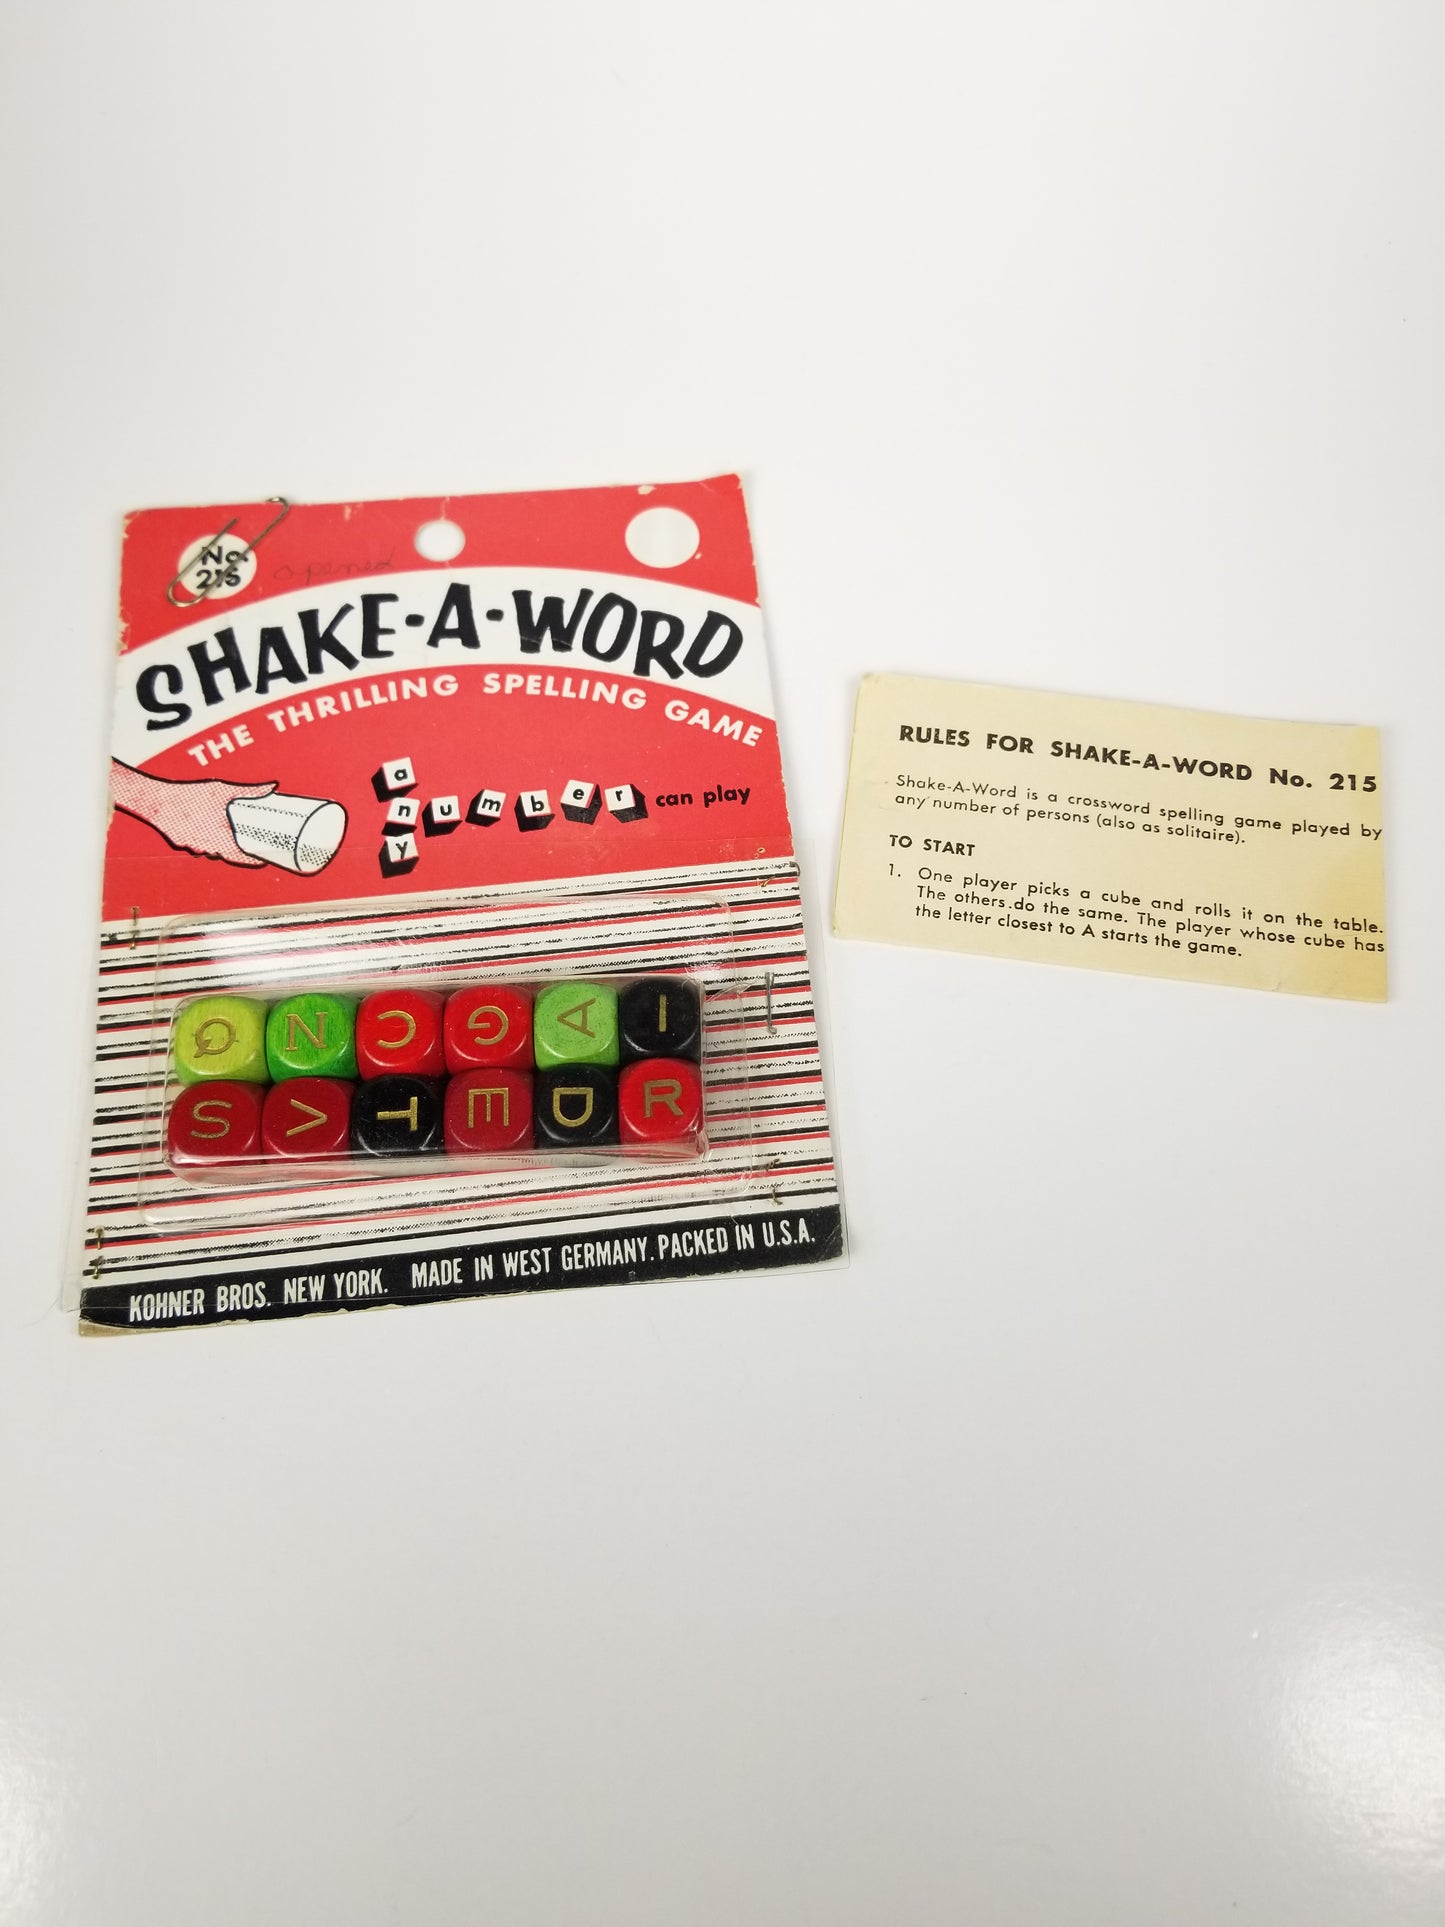 No.
215
opened
SHAKE-A-WORD
THE THRILLING SPELLING GAME
a
number can play
y
Q N C G A I
S V T E D R
KOHNER BROS. NEW YORK. MADE IN WEST GERMANY. PACKED IN U.S.A.
RULES FOR SHAKE-A-WORD No. 215
Shake-A-Word is a crossword spelling game played by
any number of persons (also as solitaire).
TO START
1. One player picks a cube and rolls it on the table.
The others.do the same. The player whose cube has
the letter closest to A starts the game.